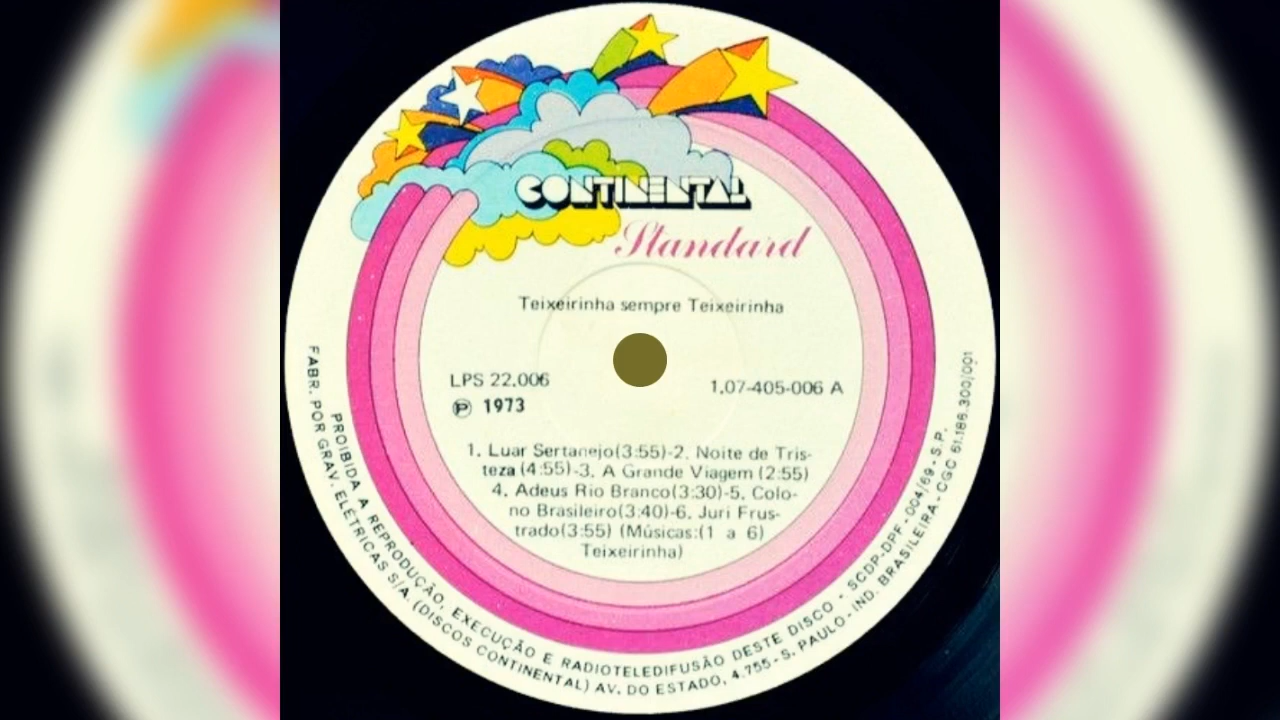 CONTINENTAL
Standard
Teixeirinha sempre Teixeirinha
LPS 22.006
1.07-405-006 A
Ⓟ 1973
1. Luar Sertanejo(3:55)-2. Noite de Tris-
teza (4:55)-3. A Grande Viagem (2:55)
4. Adeus Rio Branco(3:30)-5. Colo-
no Brasileiro(3:40)-6. Juri Frus-
trado(3:55) (Músicas:(1 a 6)
Teixeirinha)
PROIBIDA A REPRODUÇÃO, EXECUÇÃO E RADIOTELEDIFUSÃO DESTE DISCO - SCDP-DPF - 004/69 - S.P.
FABR. POR GRAV. ELÉTRICAS S/A. (DISCOS CONTINENTAL) AV. DO ESTADO, 4.755 - S. PAULO - IND. BRASILEIRA - CGC 61.186.300/001